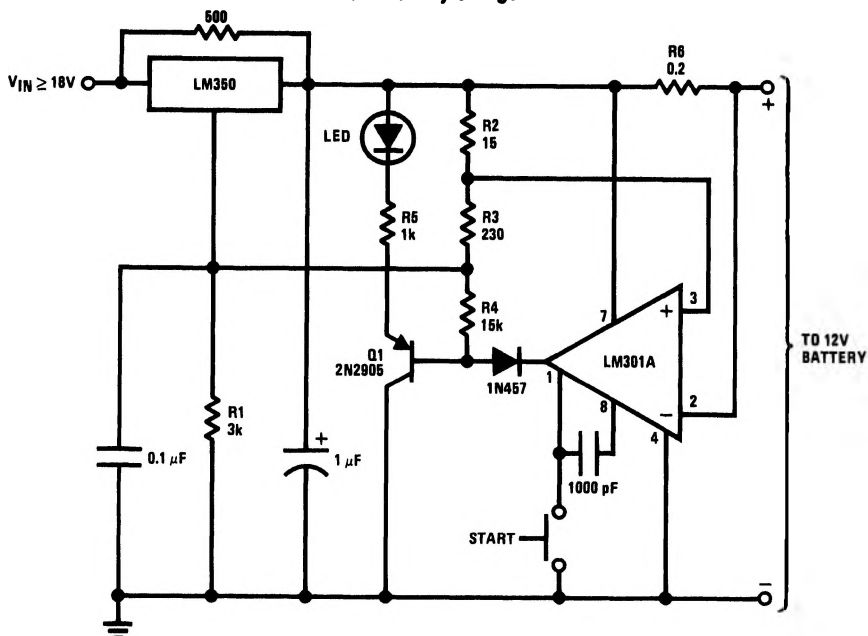 500
VIN ≥ 18V
LM350
R6
0.2
+
LED
R2
15
R5
1k
R3
230
R4
15k
7
+
3
LM301A
TO 12V
BATTERY
Q1
2N2905
1N457
1
8
−
2
4
R1
3k
0.1 µF
+
1 µF
1000 pF
START
−